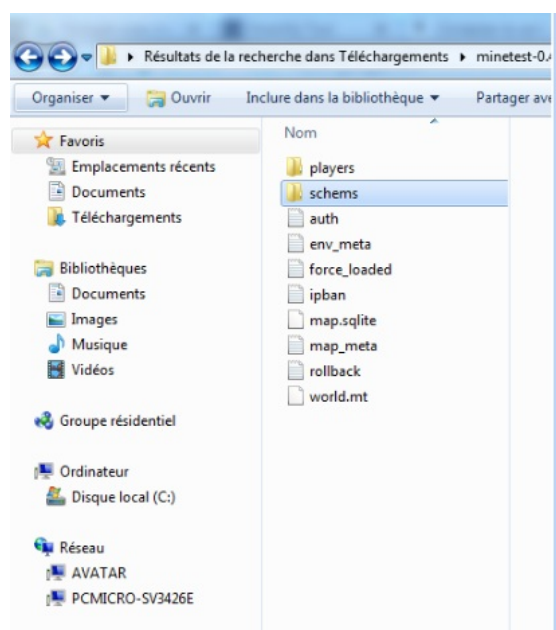 Résultats de la recherche dans Téléchargements minetest-0.
Organiser Ouvrir Inclure dans la bibliothèque Partager ave
Nom
Favoris
Emplacements récents
Documents
Téléchargements
Bibliothèques
Documents
Images
Musique
Vidéos
Groupe résidentiel
Ordinateur
Disque local (C:)
Réseau
AVATAR
PCMICRO-SV3426E
players
schems
auth
env_meta
force_loaded
ipban
map.sqlite
map_meta
rollback
world.mt